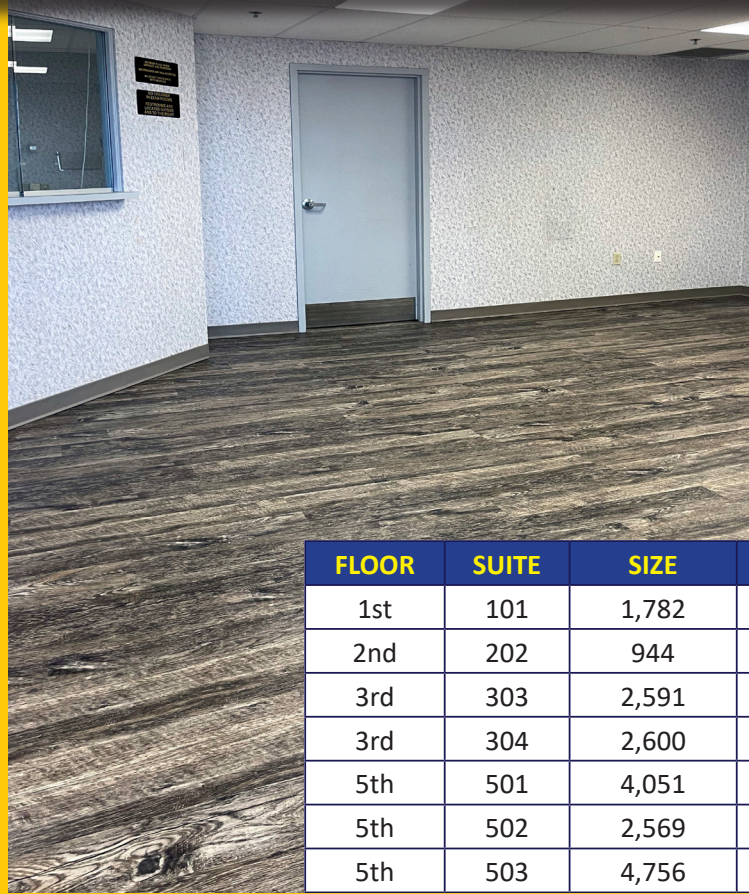 FLOOR SUITE SIZE
1st 101 1,782
2nd 202 944
3rd 303 2,591
3rd 304 2,600
5th 501 4,051
5th 502 2,569
5th 503 4,756